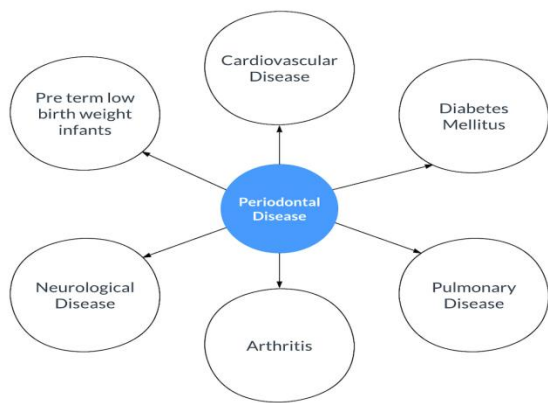 Cardiovascular
Disease
Pre term low
birth weight
infants
Diabetes
Mellitus
Periodontal
Disease
Neurological
Disease
Pulmonary
Disease
Arthritis